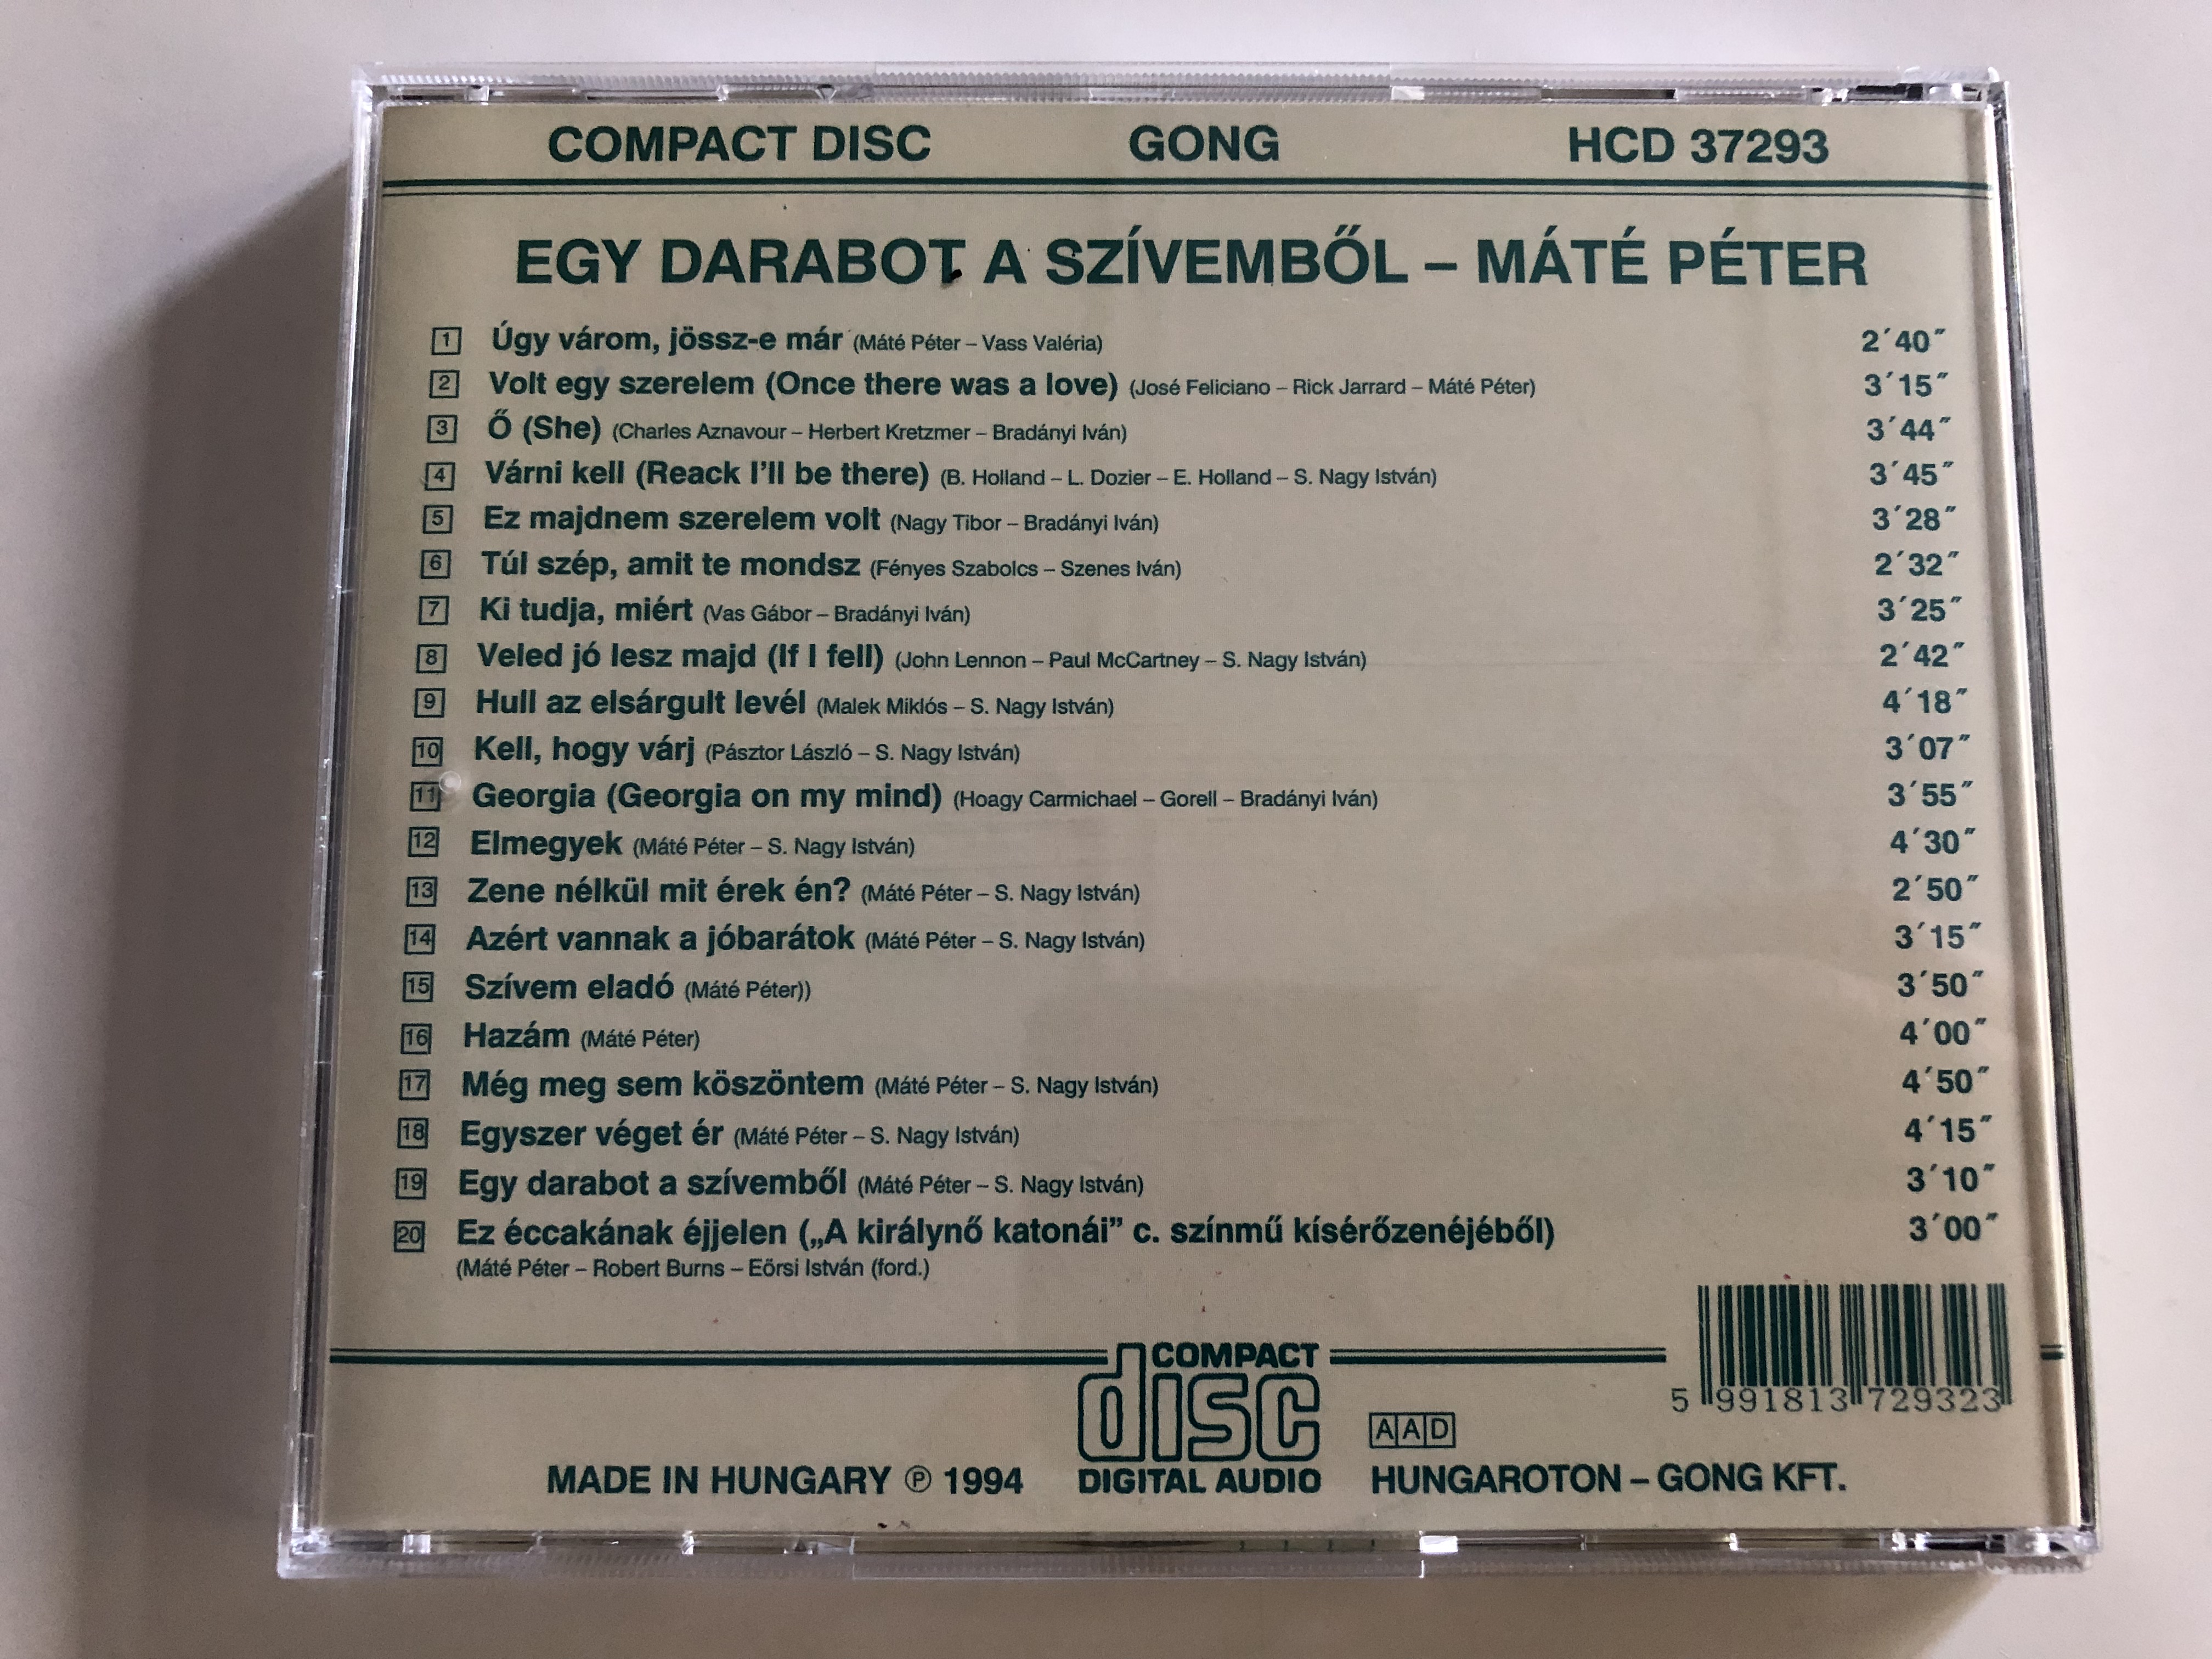 COMPACT DISC GONG HCD 37293
EGY DARABOT A SZÍVEMBŐL – MÁTÉ PÉTER
1 Úgy várom, jössz-e már (Máté Péter – Vass Valéria) 2´40˝
2 Volt egy szerelem (Once there was a love) (José Feliciano – Rick Jarrard – Máté Péter) 3´15˝
3 Ő (She) (Charles Aznavour – Herbert Kretzmer – Bradányi Iván) 3´44˝
4 Várni kell (Reack I'll be there) (B. Holland – L. Dozier – E. Holland – S. Nagy István) 3´45˝
5 Ez majdnem szerelem volt (Nagy Tibor – Bradányi Iván) 3´28˝
6 Túl szép, amit te mondsz (Fényes Szabolcs – Szenes Iván) 2´32˝
7 Ki tudja, miért (Vas Gábor – Bradányi Iván) 3´25˝
8 Veled jó lesz majd (If I fell) (John Lennon – Paul McCartney – S. Nagy István) 2´42˝
9 Hull az elsárgult levél (Malek Miklós – S. Nagy István) 4´18˝
10 Kell, hogy várj (Pásztor László – S. Nagy István) 3´07˝
11 Georgia (Georgia on my mind) (Hoagy Carmichael – Gorell – Bradányi Iván) 3´55˝
12 Elmegyek (Máté Péter – S. Nagy István) 4´30˝
13 Zene nélkül mit érek én? (Máté Péter – S. Nagy István) 2´50˝
14 Azért vannak a jóbarátok (Máté Péter – S. Nagy István) 3´15˝
15 Szívem eladó (Máté Péter)) 3´50˝
16 Hazám (Máté Péter) 4´00˝
17 Még meg sem köszöntem (Máté Péter – S. Nagy István) 4´50˝
18 Egyszer véget ér (Máté Péter – S. Nagy István) 4´15˝
19 Egy darabot a szívemből (Máté Péter – S. Nagy István) 3´10˝
20 Ez éccakának éjjelen („A királynő katonái” c. színmű kísérőzenéjéből) 3´00˝
(Máté Péter – Robert Burns – Eörsi István (ford.)
COMPACT
disc
DIGITAL AUDIO
5 991813 729323
AAD
MADE IN HUNGARY ℗ 1994
HUNGAROTON – GONG KFT.